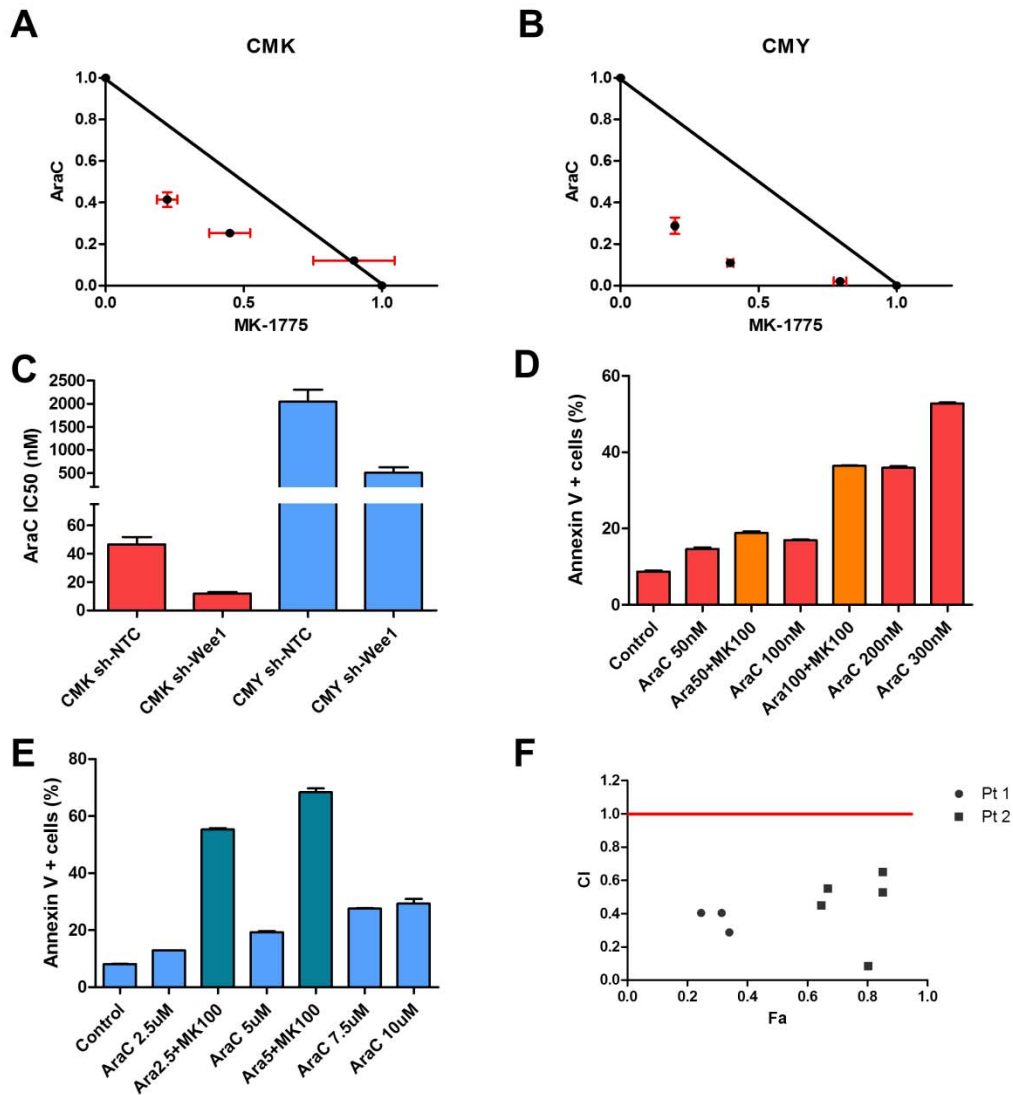 A
CMK
AraC
1.0
0.8
0.6
0.4
0.2
0.0
0.0
0.5
1.0
MK-1775
B
CMY
AraC
1.0
0.8
0.6
0.4
0.2
0.0
0.0
0.5
1.0
MK-1775
C
AraC IC50 (nM)
2500
2000
1500
1000
500
60
40
20
0
CMK sh-NTC
CMK sh-Wee1
CMY sh-NTC
CMY sh-Wee1
D
Annexin V + cells (%)
60
40
20
0
Control
AraC 50nM
Ara50+MK100
AraC 100nM
Ara100+MK100
AraC 200nM
AraC 300nM
E
Annexin V + cells (%)
80
60
40
20
0
Control
AraC 2.5uM
Ara2.5+MK100
AraC 5uM
Ara5+MK100
AraC 7.5uM
AraC 10uM
F
CI
1.2
1.0
0.8
0.6
0.4
0.2
0.0
0.0
0.2
0.4
0.6
0.8
1.0
Fa
Pt 1
Pt 2